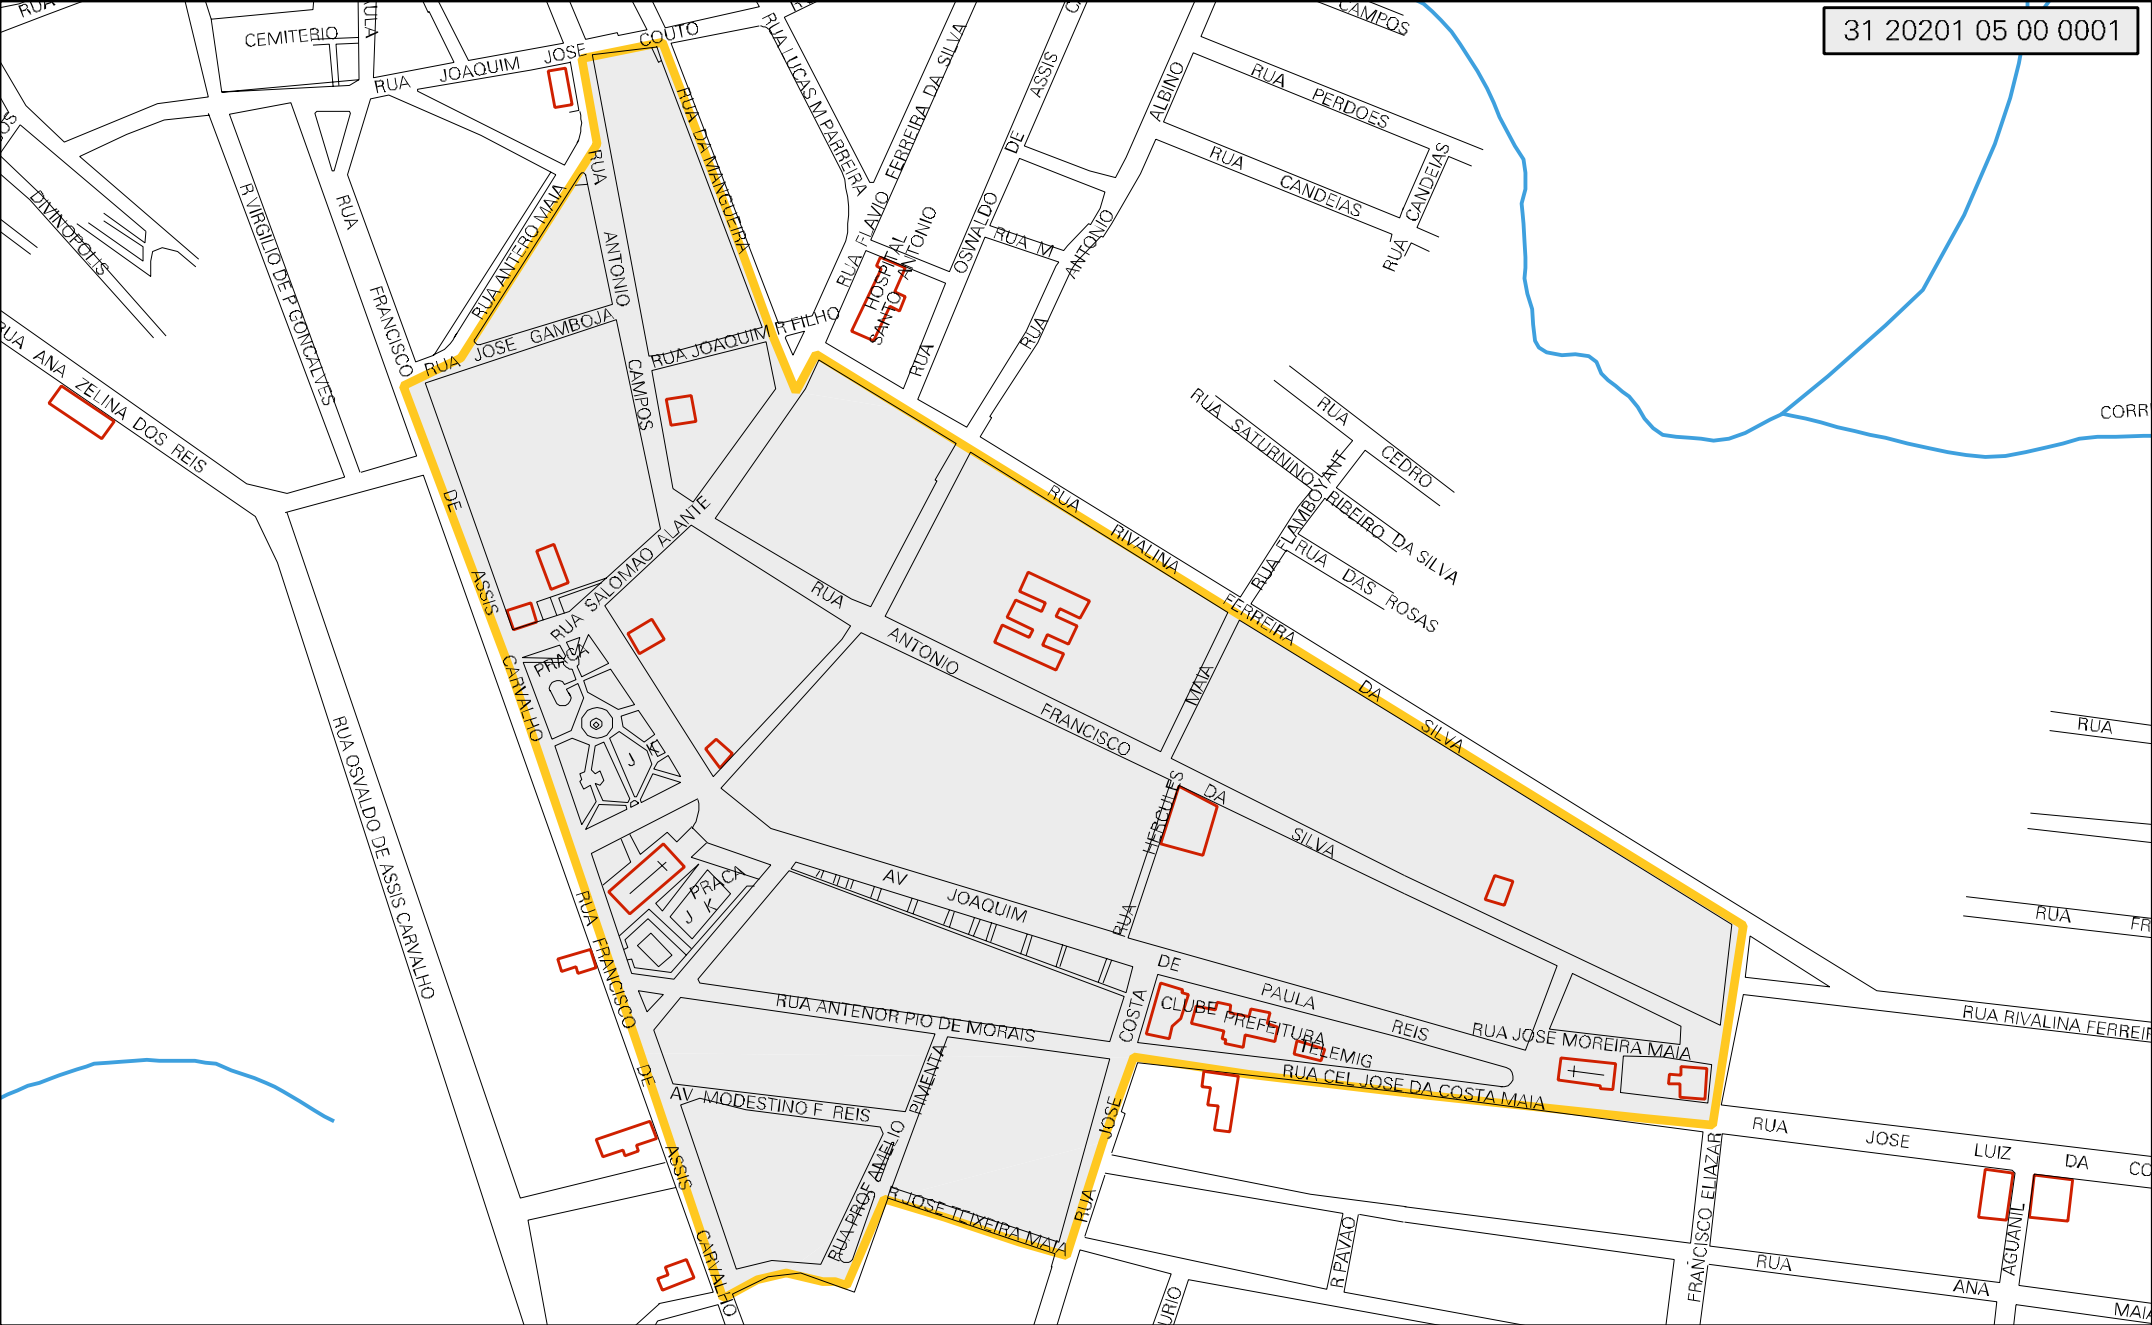 31 20201 05 00 0001
RUA
CEMITERIO
RUA JOAQUIM JOSE COUTO
RUA LUCAS M PARREIRA
RUA FLAVIO FERREIRA DA SILVA
RUA OSWALDO DE ASSIS
RUA ANTONIO ALBINO
CAMPOS
RUA PERDOES
RUA CANDEIAS
RUA CANDEIAS
DIVINOPOLIS
R VIRGILIO DE P GONCALVES
RUA FRANCISCO DE ASSIS CARVALHO
RUA ANTERO MAIA
RUA ANTONIO CAMPOS
RUA DA MANGUEIRA
RUA M
HOSPITAL
SANTO ANTONIO
RUA JOSE GAMBOJA
RUA JOAQUIM R FILHO
RUA ANA ZELINA DOS REIS
RUA SALOMAO ALANTE
RUA CEDRO
RUA SATURNINO RIBEIRO DA SILVA
RUA FLAMBOYANT
RUA DAS ROSAS
CORR
RUA RIVALINA FERREIRA DA SILVA
RUA ANTONIO FRANCISCO DA SILVA
PRACA
J K
RUA HERCULES MAIA
RUA OSVALDO DE ASSIS CARVALHO
RUA
RUA FR
PRACA
J K
AV JOAQUIM DE PAULA REIS
RUA ANTENOR PIO DE MORAIS
CLUBE PREFEITURA
TELEMIG
RUA JOSE MOREIRA MAIA
RUA RIVALINA FERREIR
RUA CEL JOSE DA COSTA MAIA
RUA FRANCISCO DE ASSIS CARVALHO
AV MODESTINO F REIS
RUA PROF AMELIO PIMENTA
RUA JOSE COSTA
R JOSE TEIXEIRA MAIA
RUA JOSE LUIZ DA CO
FRANCISCO ELIAZAR
AGUANIL
R PAVAO
RUA ANA MAIA
URIO